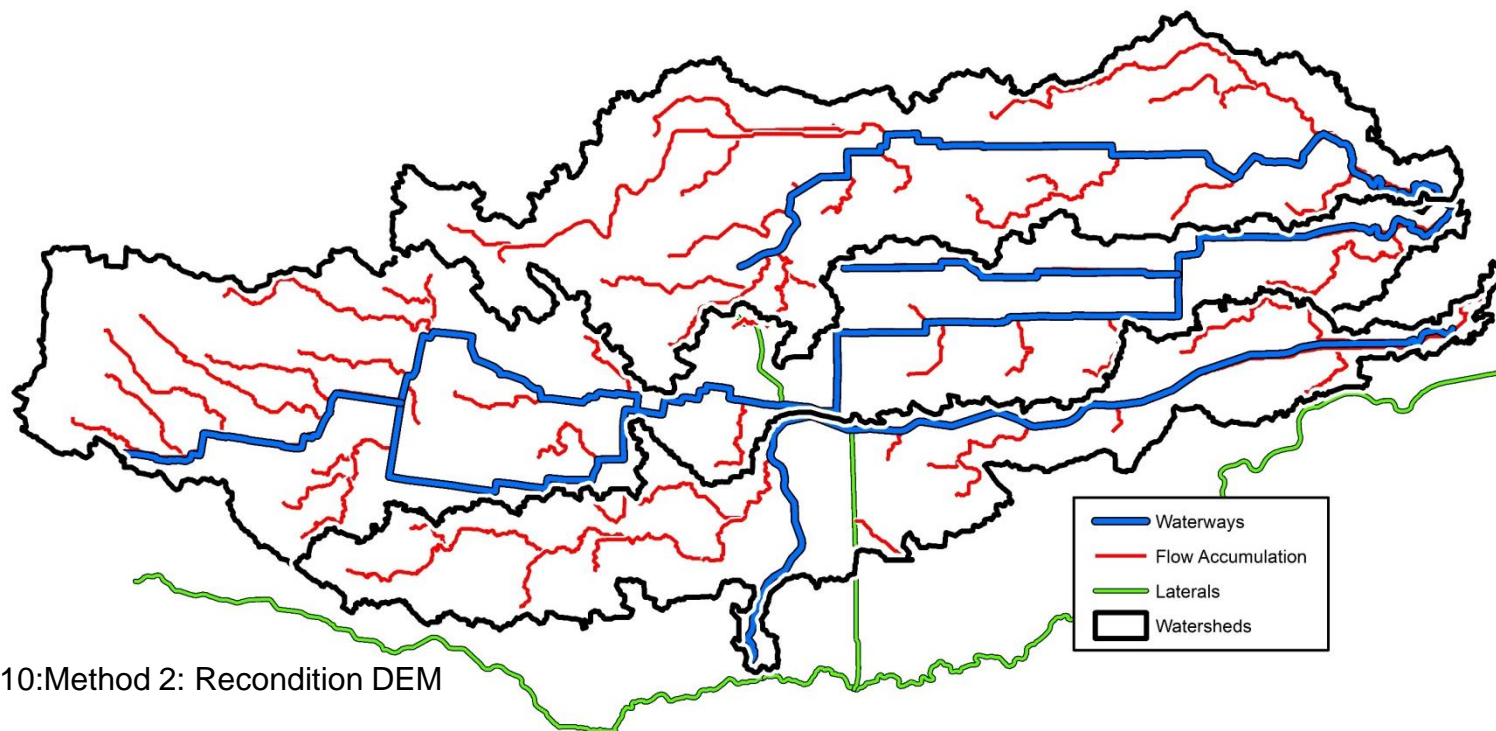 Waterways
Flow Accumulation
Laterals
Watersheds
10:Method 2: Recondition DEM